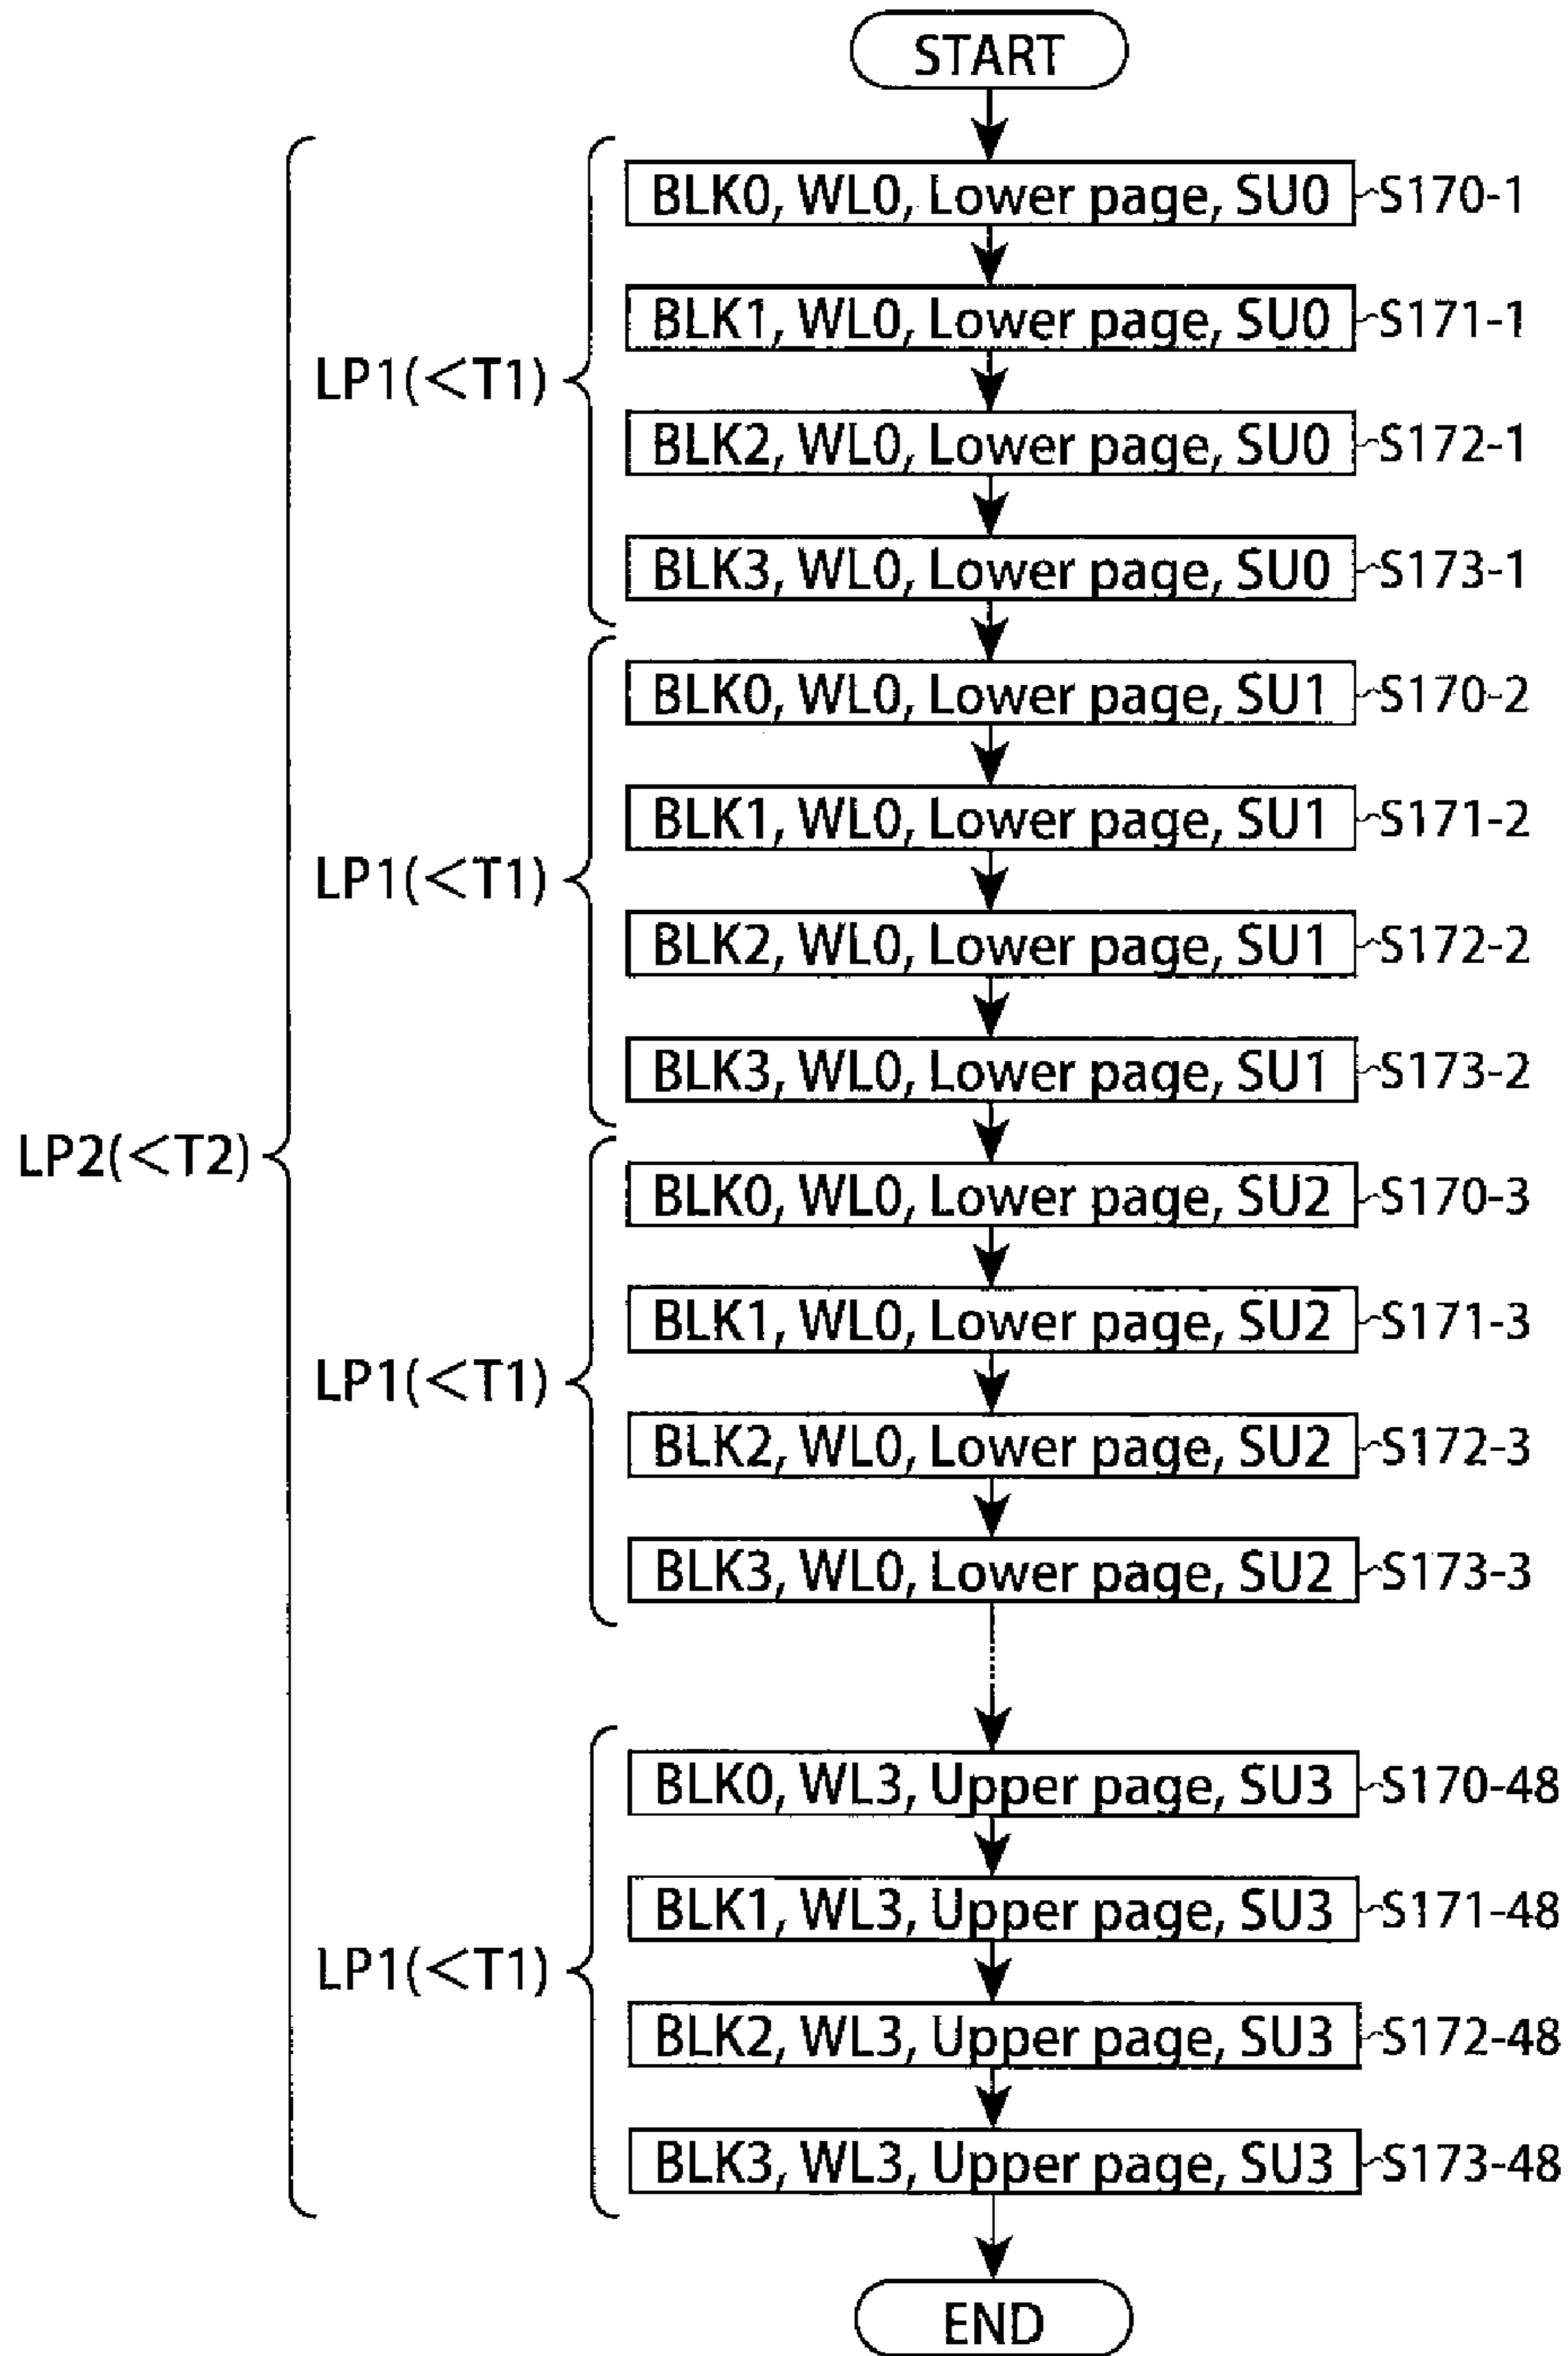 START
BLK0, WL0, Lower page, SU0 S170-1
BLK1, WL0, Lower page, SU0 S171-1
LP1(<T1)
BLK2, WL0, Lower page, SU0 S172-1
BLK3, WL0, Lower page, SU0 S173-1
BLK0, WL0, Lower page, SU1 S170-2
BLK1, WL0, Lower page, SU1 S171-2
LP1(<T1)
BLK2, WL0, Lower page, SU1 S172-2
BLK3, WL0, Lower page, SU1 S173-2
LP2(<T2)
BLK0, WL0, Lower page, SU2 S170-3
BLK1, WL0, Lower page, SU2 S171-3
LP1(<T1)
BLK2, WL0, Lower page, SU2 S172-3
BLK3, WL0, Lower page, SU2 S173-3
BLK0, WL3, Upper page, SU3 S170-48
BLK1, WL3, Upper page, SU3 S171-48
LP1(<T1)
BLK2, WL3, Upper page, SU3 S172-48
BLK3, WL3, Upper page, SU3 S173-48
END